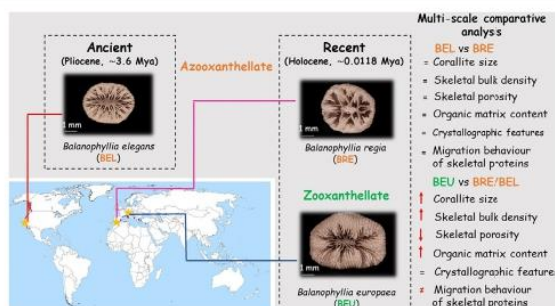 Ancient
(Pliocene, ~3.6 Mya)
1 mm
Balanophyllia elegans
(BEL)
Azooxanthellate
Recent
(Holocene, ~0.0118 Mya)
1 mm
Balanophyllia regia
(BRE)
Zooxanthellate
1 mm
Balanophyllia europaea
(BEU)
Multi-scale comparative
analysis
BEL vs BRE
= Corallite size
= Skeletal bulk density
= Skeletal porosity
= Organic matrix content
= Crystallographic features
= Migration behaviour
of skeletal proteins
BEU vs BRE/BEL
↑ Corallite size
↑ Skeletal bulk density
↓ Skeletal porosity
↑ Organic matrix content
= Crystallographic features
≠ Migration behaviour
of skeletal proteins